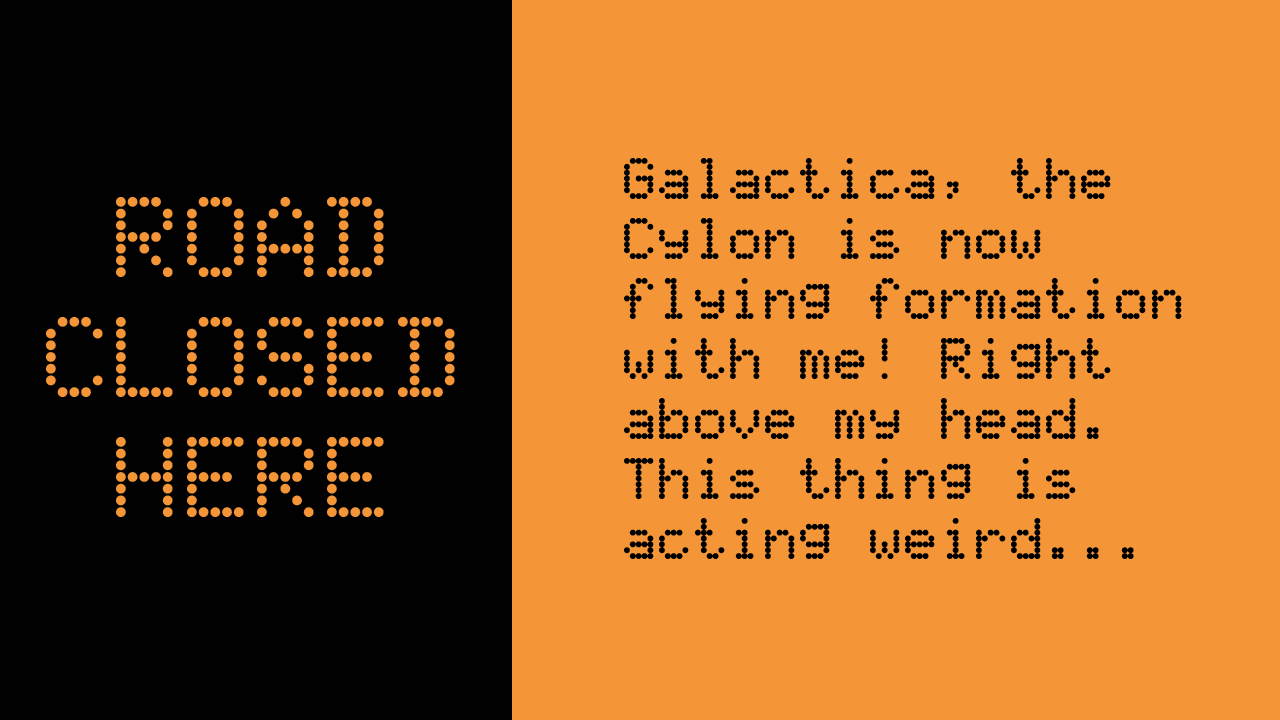 ROAD
CLOSED
HERE
Galactica, the
Cylon is now
flying formation
with me! Right
above my head.
This thing is
acting weird...